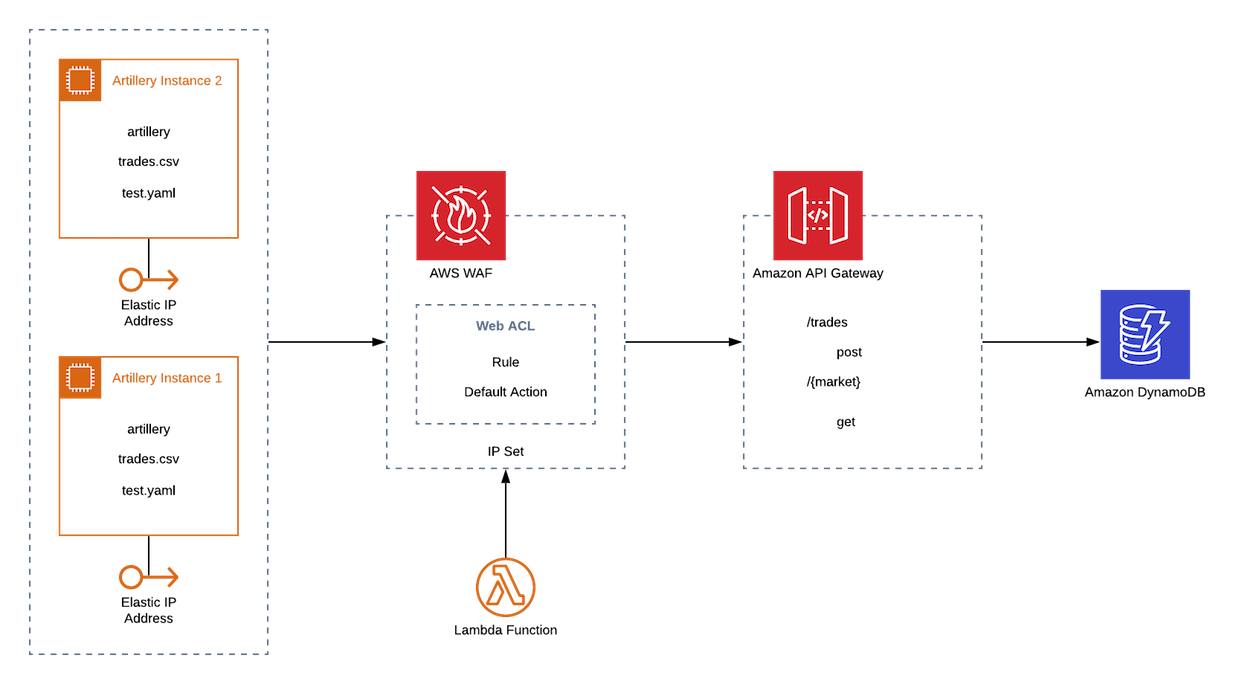 Artillery Instance 2
artillery
trades.csv
test.yaml
Elastic IP
Address
Artillery Instance 1
artillery
trades.csv
test.yaml
Elastic IP
Address
AWS WAF
Web ACL
Rule
Default Action
IP Set
Lambda Function
Amazon API Gateway
/trades
post
/{market}
get
Amazon DynamoDB